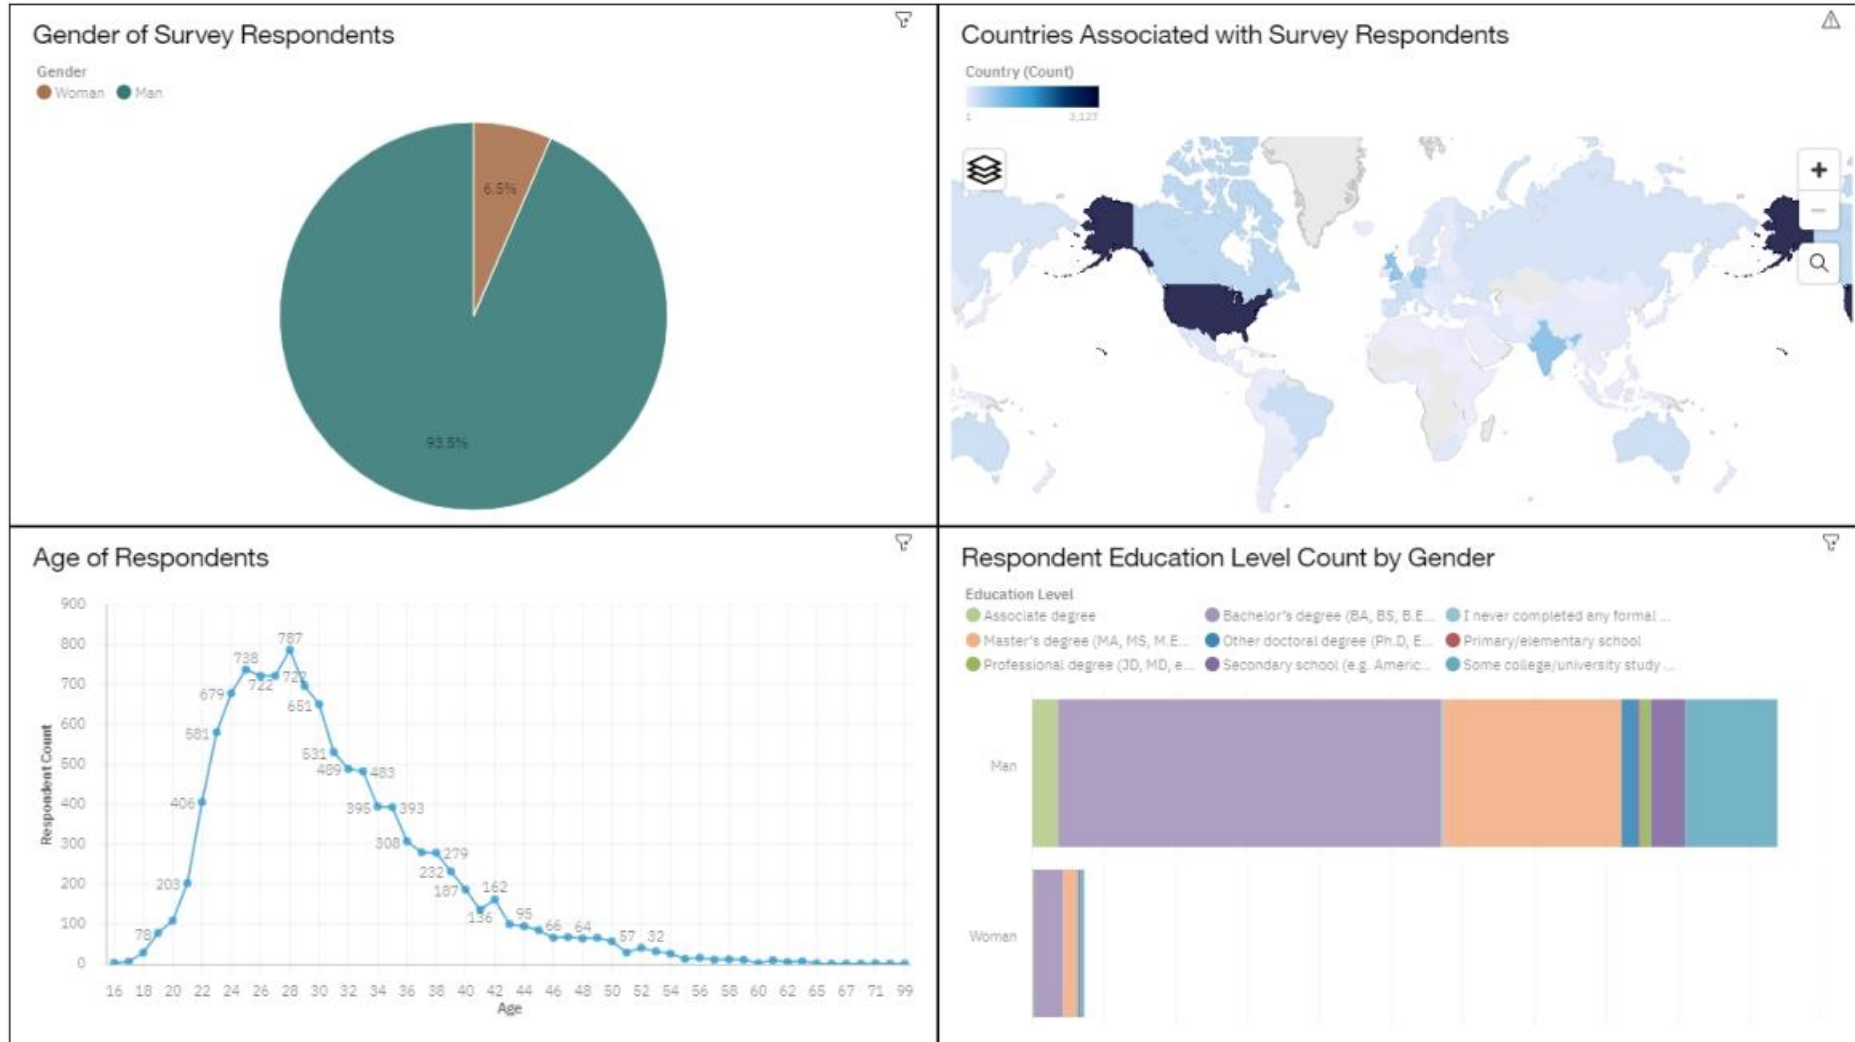 Gender of Survey Respondents
Gender
Woman Man
6.5%
93.5%
Countries Associated with Survey Respondents
Country (Count)
1 3,127
Age of Respondents
900
800
700
600
500
400
300
200
100
0
Respondent Count
78
203
406
581
679
738
722
787
722
651
531
489
483
395
393
308
279
232
187
136
162
95
66
64
57
32
16 18 20 22 24 26 28 30 32 34 36 38 40 42 44 46 48 50 52 54 56 58 60 62 65 67 71 99
Age
Respondent Education Level Count by Gender
Education Level
Associate degree Bachelor's degree (BA, BS, B.E... I never completed any formal ...
Master's degree (MA, MS, M.E... Other doctoral degree (Ph.D, E... Primary/elementary school
Professional degree (JD, MD, e... Secondary school (e.g. Americ... Some college/university study ...
Man
Woman